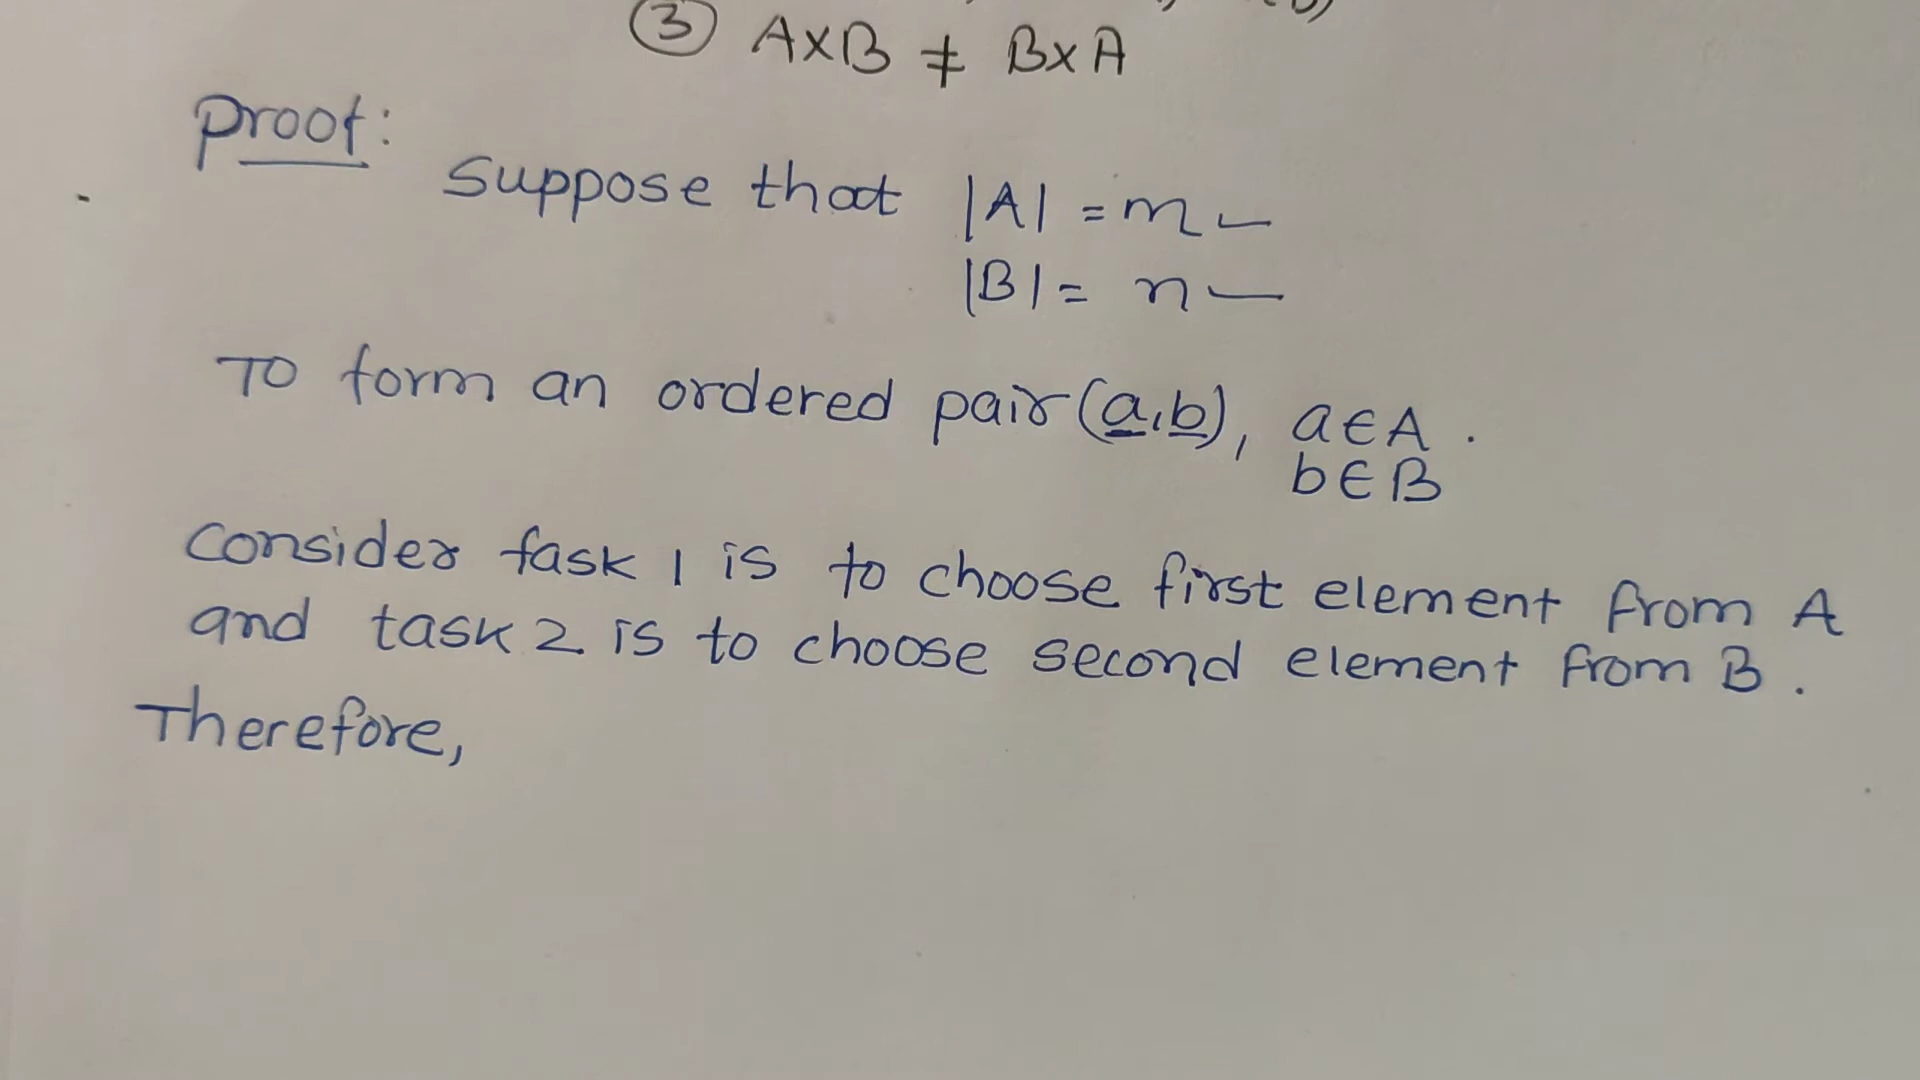 ③ A×B ≠ B×A
Proof:
Suppose that |A| = m
|B| = n
To form an ordered pair (a,b), a∈A.
b∈B
Consider task 1 is to choose first element from A
and task 2 is to choose second element from B.
Therefore,